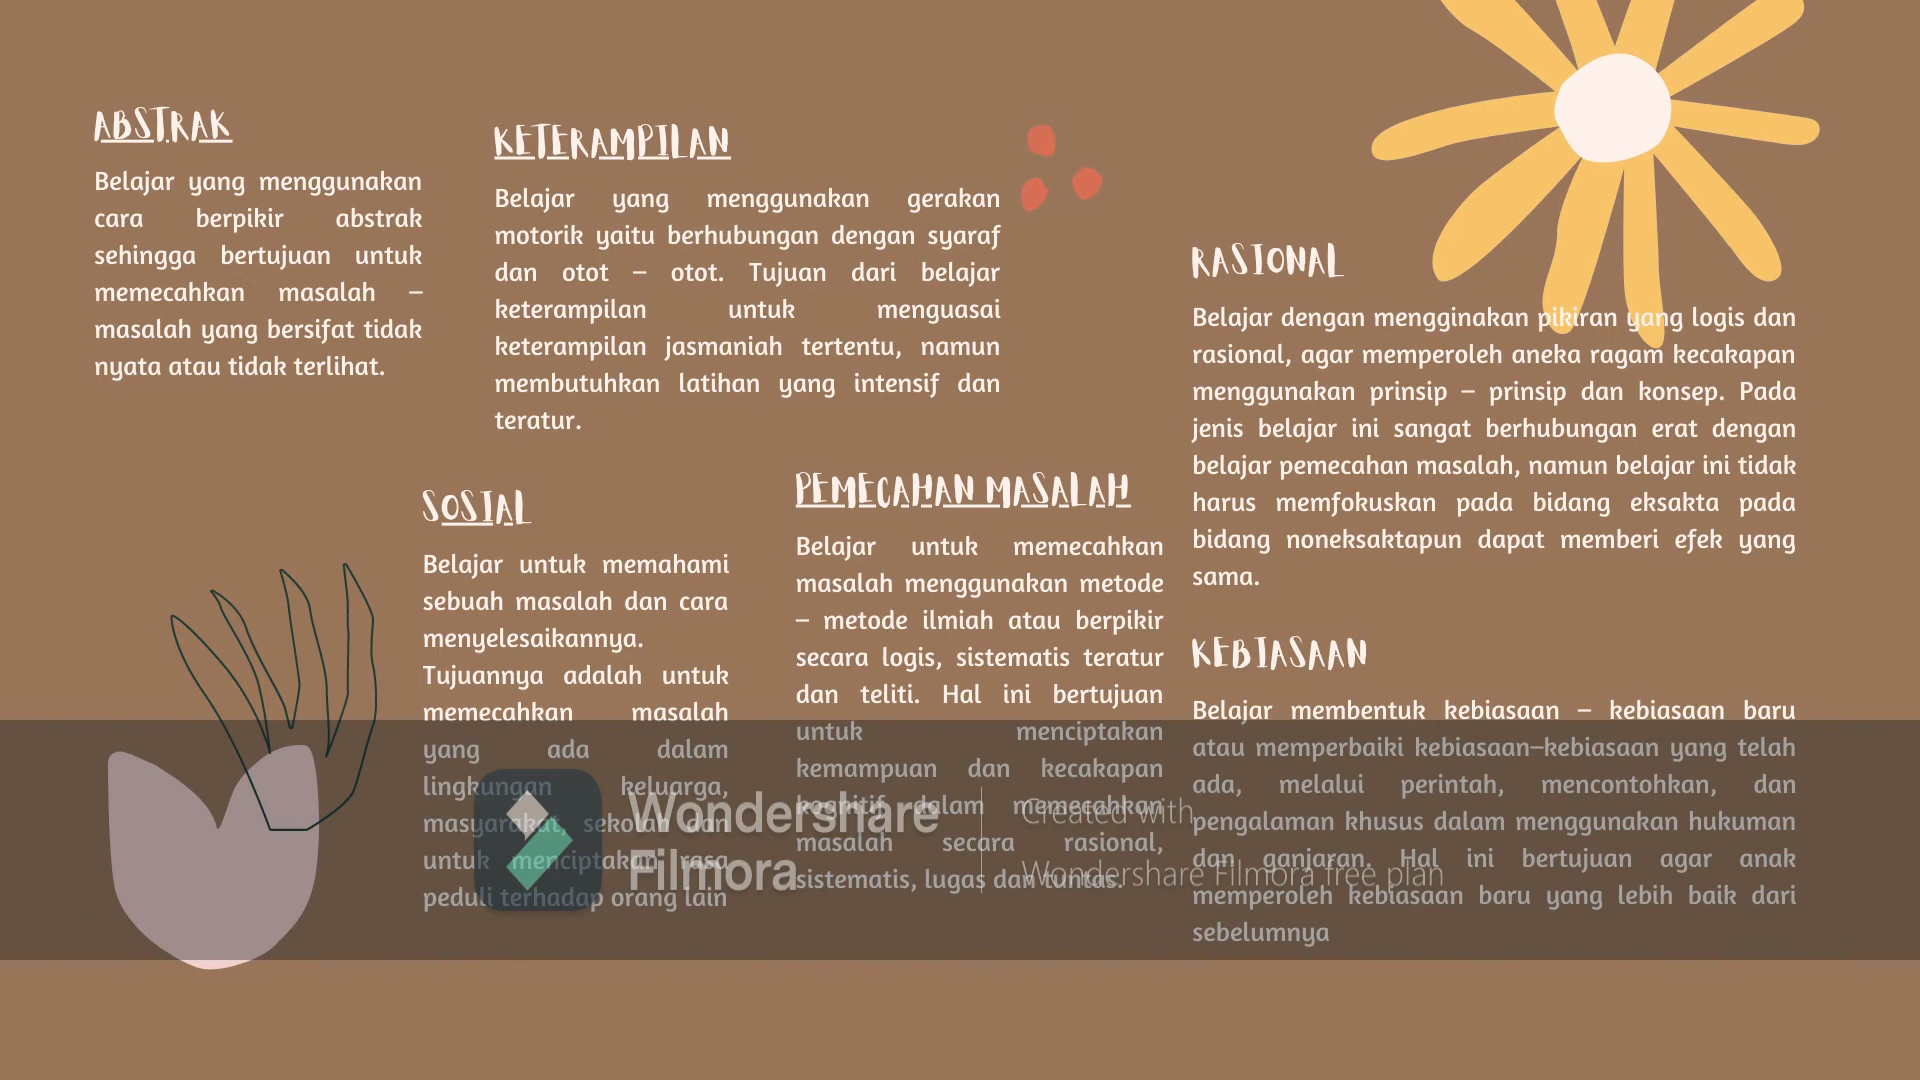 ABSTRAK
Belajar yang menggunakan
cara berpikir abstrak
sehingga bertujuan untuk
memecahkan masalah –
masalah yang bersifat tidak
nyata atau tidak terlihat.
KETERAMPILAN
Belajar yang menggunakan gerakan
motorik yaitu berhubungan dengan syaraf
dan otot – otot. Tujuan dari belajar
keterampilan untuk menguasai
keterampilan jasmaniah tertentu, namun
membutuhkan latihan yang intensif dan
teratur.
SOSIAL
Belajar untuk memahami
sebuah masalah dan cara
menyelesaikannya.
Tujuannya adalah untuk
memecahkan masalah
yang ada dalam
lingkungan keluarga,
masyarakat, sekolah dan
untuk menciptakan rasa
peduli terhadap orang lain
PEMECAHAN MASALAH
Belajar untuk memecahkan
masalah menggunakan metode
– metode ilmiah atau berpikir
secara logis, sistematis teratur
dan teliti. Hal ini bertujuan
untuk menciptakan
kemampuan dan kecakapan
kognitif dalam memecahkan
masalah secara rasional,
sistematis, lugas dan tuntas.
RASIONAL
Belajar dengan mengginakan pikiran yang logis dan
rasional, agar memperoleh aneka ragam kecakapan
menggunakan prinsip – prinsip dan konsep. Pada
jenis belajar ini sangat berhubungan erat dengan
belajar pemecahan masalah, namun belajar ini tidak
harus memfokuskan pada bidang eksakta pada
bidang noneksaktapun dapat memberi efek yang
sama.
KEBIASAAN
Belajar membentuk kebiasaan – kebiasaan baru
atau memperbaiki kebiasaan–kebiasaan yang telah
ada, melalui perintah, mencontohkan, dan
pengalaman khusus dalam menggunakan hukuman
dan ganjaran. Hal ini bertujuan agar anak
memperoleh kebiasaan baru yang lebih baik dari
sebelumnya
Wondershare
Filmora
Created with
Wondershare Filmora free plan